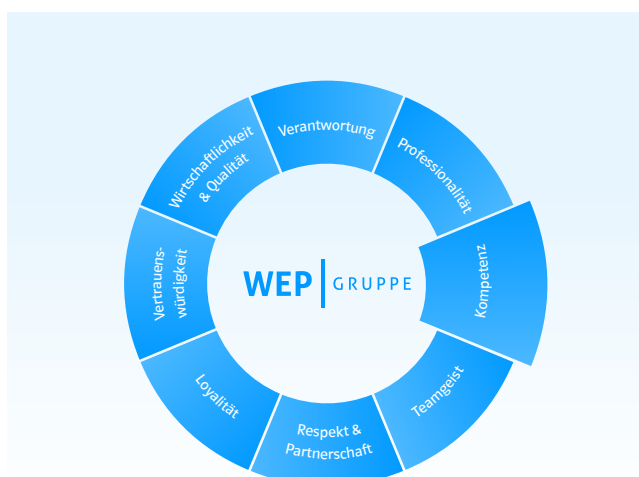 Verantwortung
Professionalität
Kompetenz
Teamgeist
Respekt &
Partnerschaft
Loyalität
Vertrauens-
würdigkeit
Wirtschaftlichkeit
& Qualität
WEP GRUPPE